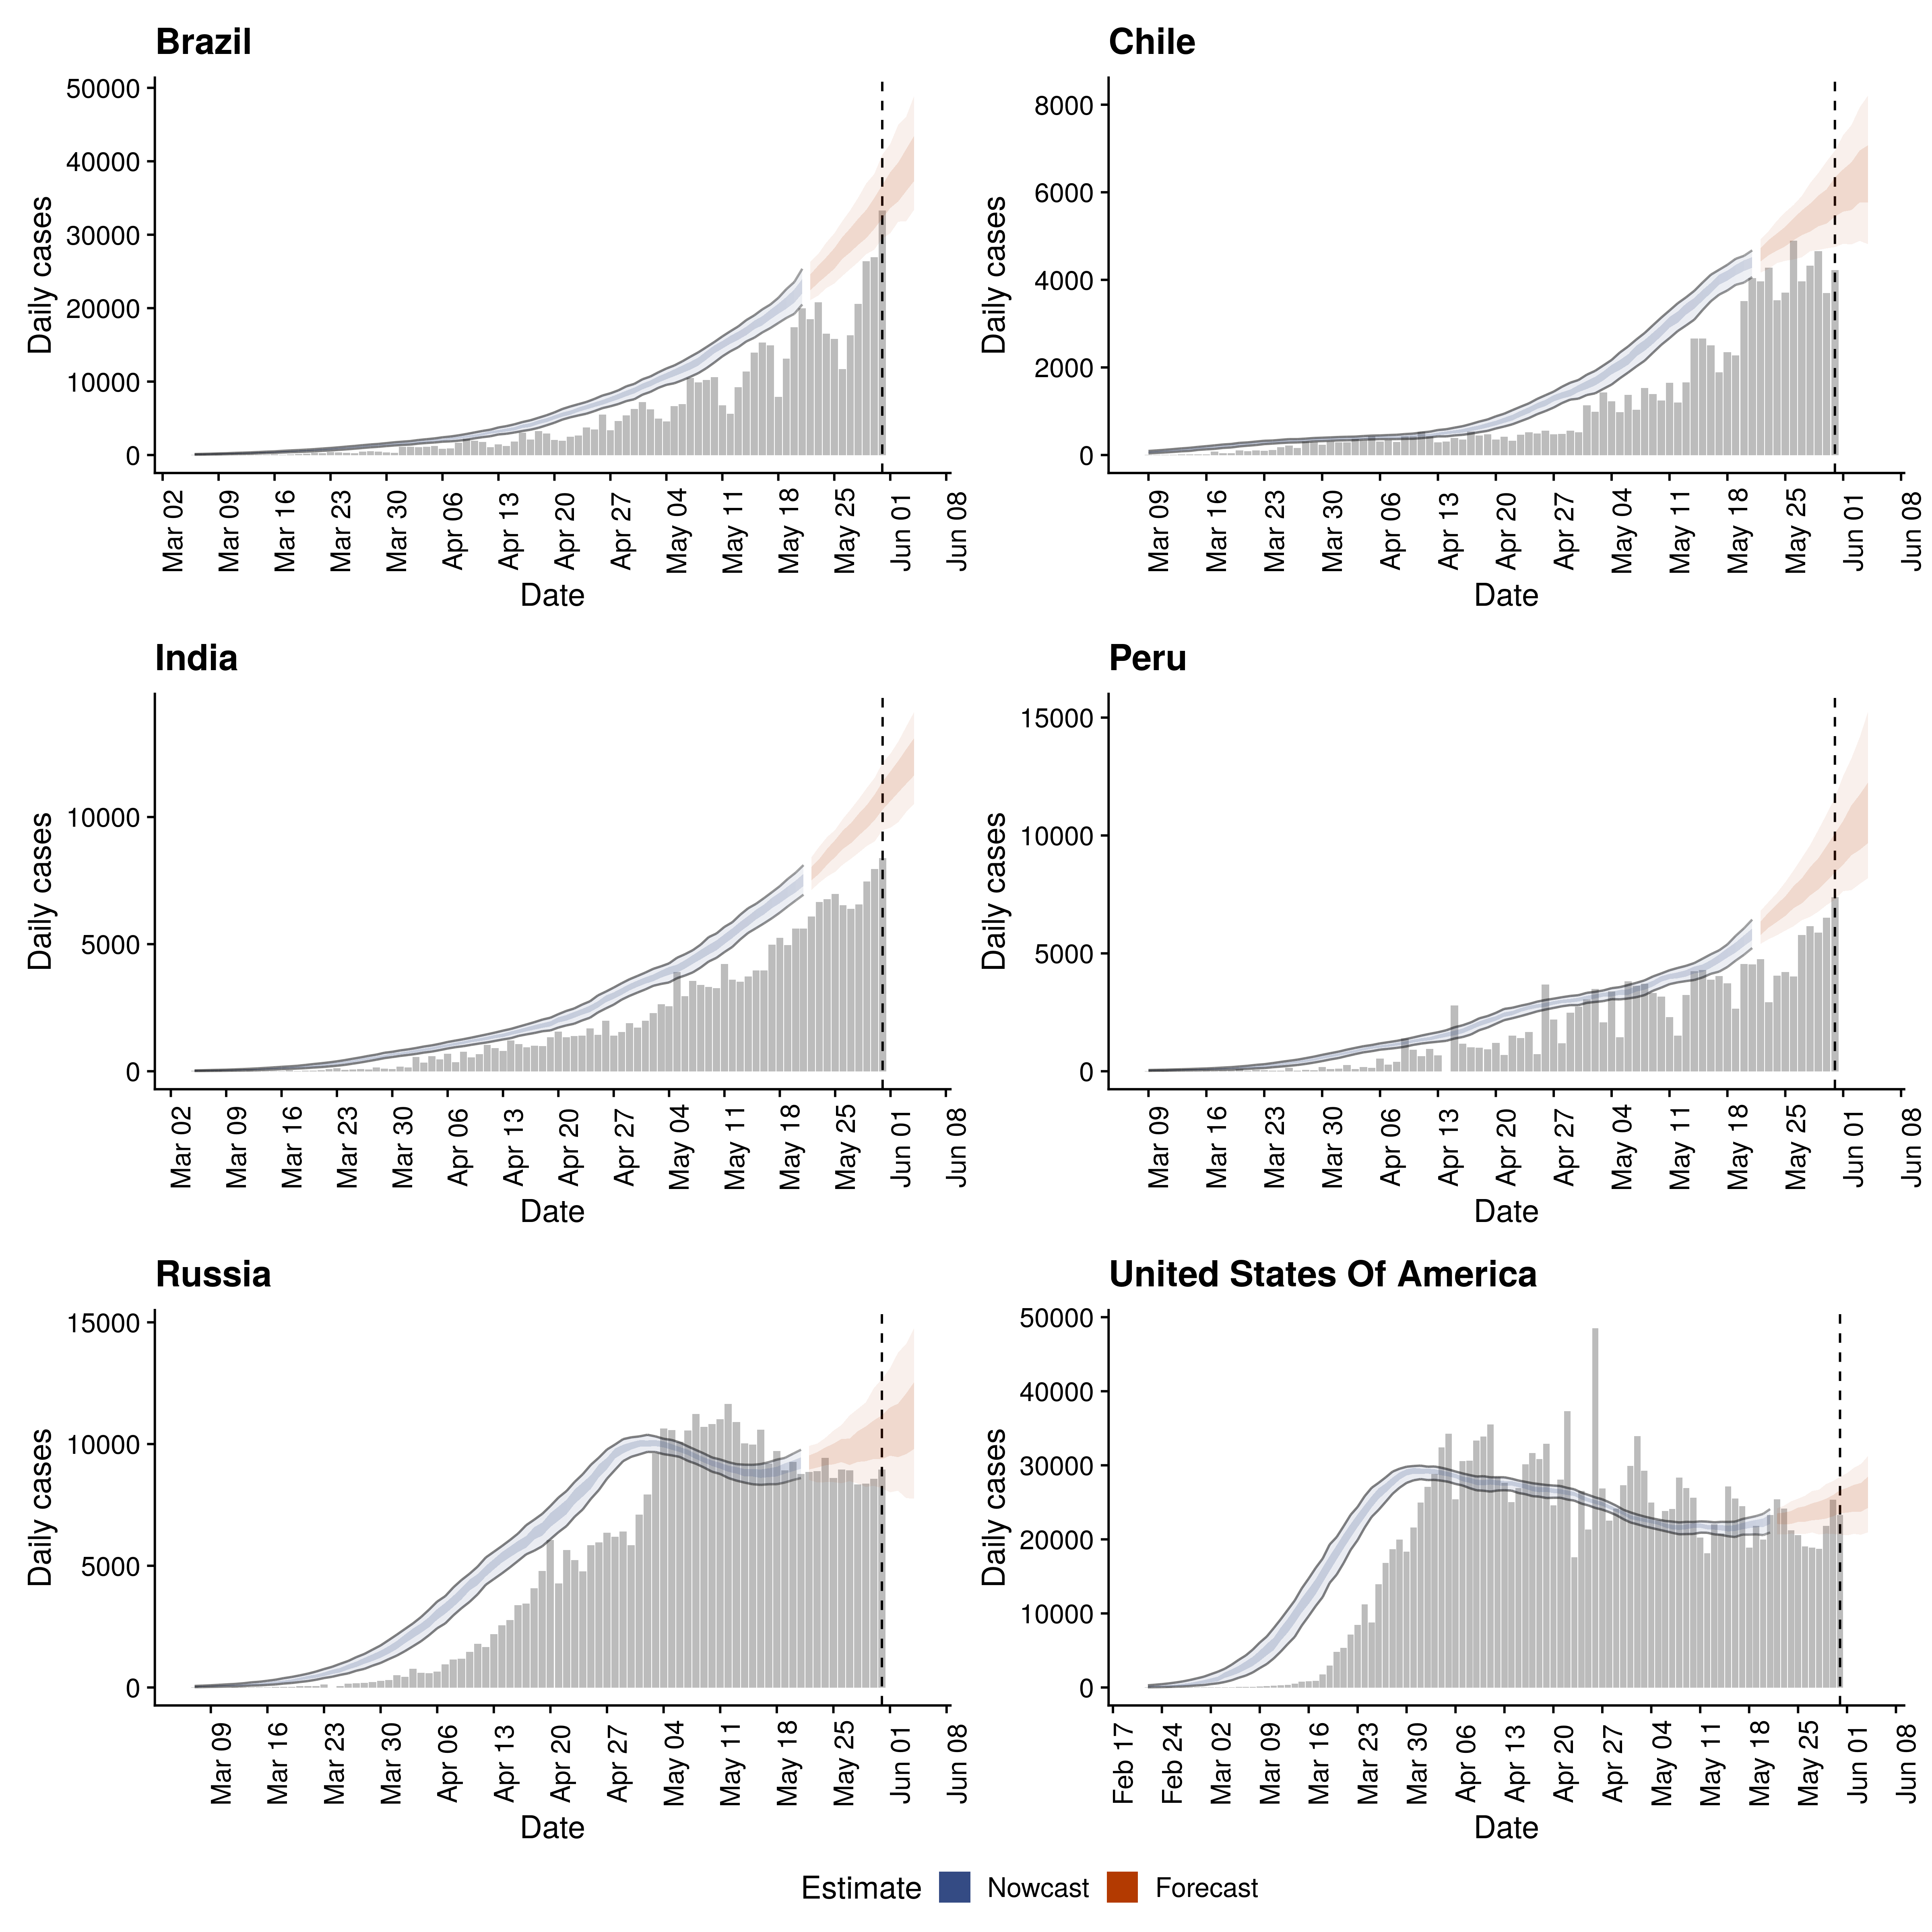 Brazil
Daily cases
50000
40000
30000
20000
10000
0
Mar 02
Mar 09
Mar 16
Mar 23
Mar 30
Apr 06
Apr 13
Apr 20
Apr 27
May 04
May 11
May 18
May 25
Jun 01
Jun 08
Date
Chile
Daily cases
8000
6000
4000
2000
0
Mar 09
Mar 16
Mar 23
Mar 30
Apr 06
Apr 13
Apr 20
Apr 27
May 04
May 11
May 18
May 25
Jun 01
Jun 08
Date
India
Daily cases
10000
5000
0
Mar 02
Mar 09
Mar 16
Mar 23
Mar 30
Apr 06
Apr 13
Apr 20
Apr 27
May 04
May 11
May 18
May 25
Jun 01
Jun 08
Date
Peru
Daily cases
15000
10000
5000
0
Mar 09
Mar 16
Mar 23
Mar 30
Apr 06
Apr 13
Apr 20
Apr 27
May 04
May 11
May 18
May 25
Jun 01
Jun 08
Date
Russia
Daily cases
15000
10000
5000
0
Mar 09
Mar 16
Mar 23
Mar 30
Apr 06
Apr 13
Apr 20
Apr 27
May 04
May 11
May 18
May 25
Jun 01
Jun 08
Date
United States Of America
Daily cases
50000
40000
30000
20000
10000
0
Feb 17
Feb 24
Mar 02
Mar 09
Mar 16
Mar 23
Mar 30
Apr 06
Apr 13
Apr 20
Apr 27
May 04
May 11
May 18
May 25
Jun 01
Jun 08
Date
Estimate Nowcast Forecast